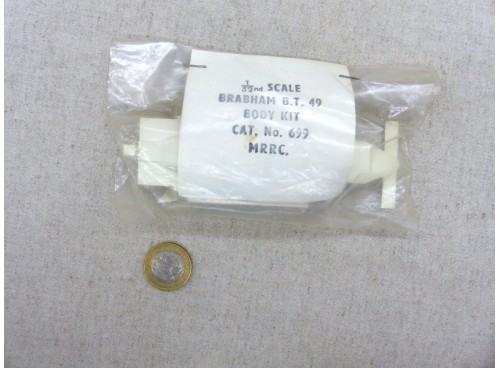 1/32nd SCALE
BRABHAM B.T. 49
BODY KIT
CAT. No. 699
MRRC.